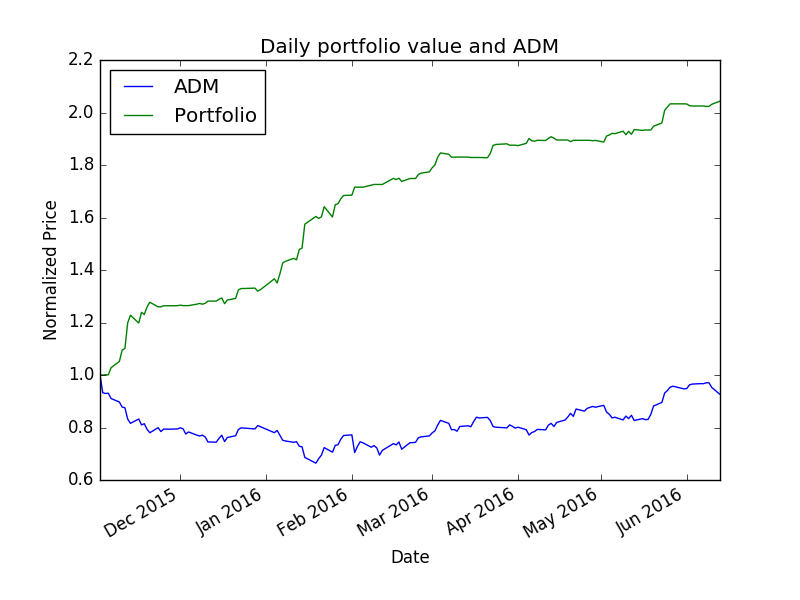 Daily portfolio value and ADM
2.2
2.0
1.8
1.6
1.4
1.2
1.0
0.8
0.6
ADM
Portfolio
Normalized Price
Dec 2015
Jan 2016
Feb 2016
Mar 2016
Apr 2016
May 2016
Jun 2016
Date